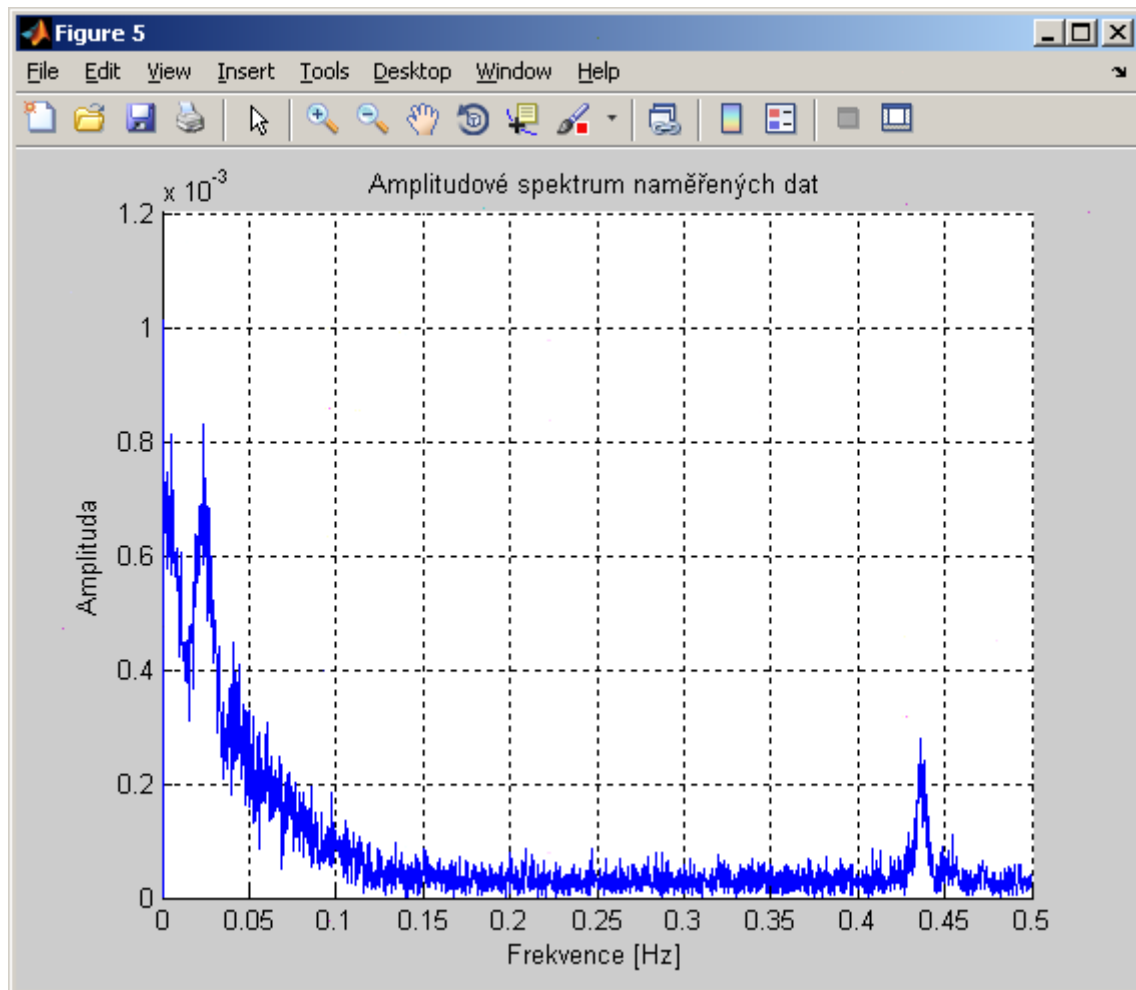 Figure 5
File Edit View Insert Tools Desktop Window Help
x 10-3
Amplitudové spektrum naměřených dat
1.2
1
0.8
0.6
0.4
0.2
0
Amplituda
0 0.05 0.1 0.15 0.2 0.25 0.3 0.35 0.4 0.45 0.5
Frekvence [Hz]